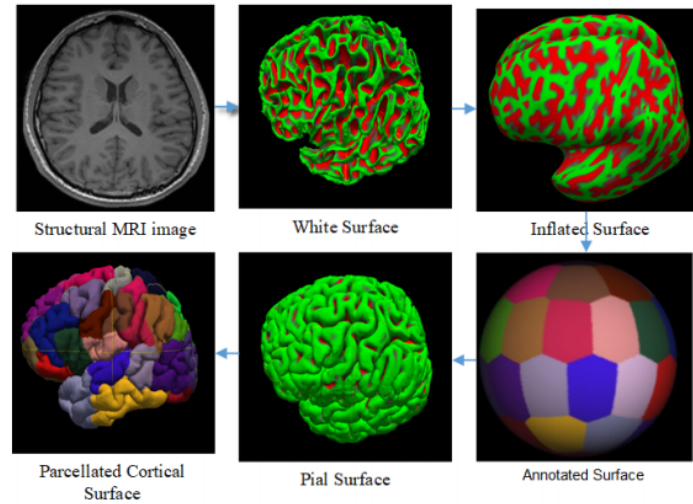 Structural MRI image
White Surface
Inflated Surface
Parcellated Cortical
Surface
Pial Surface
Annotated Surface